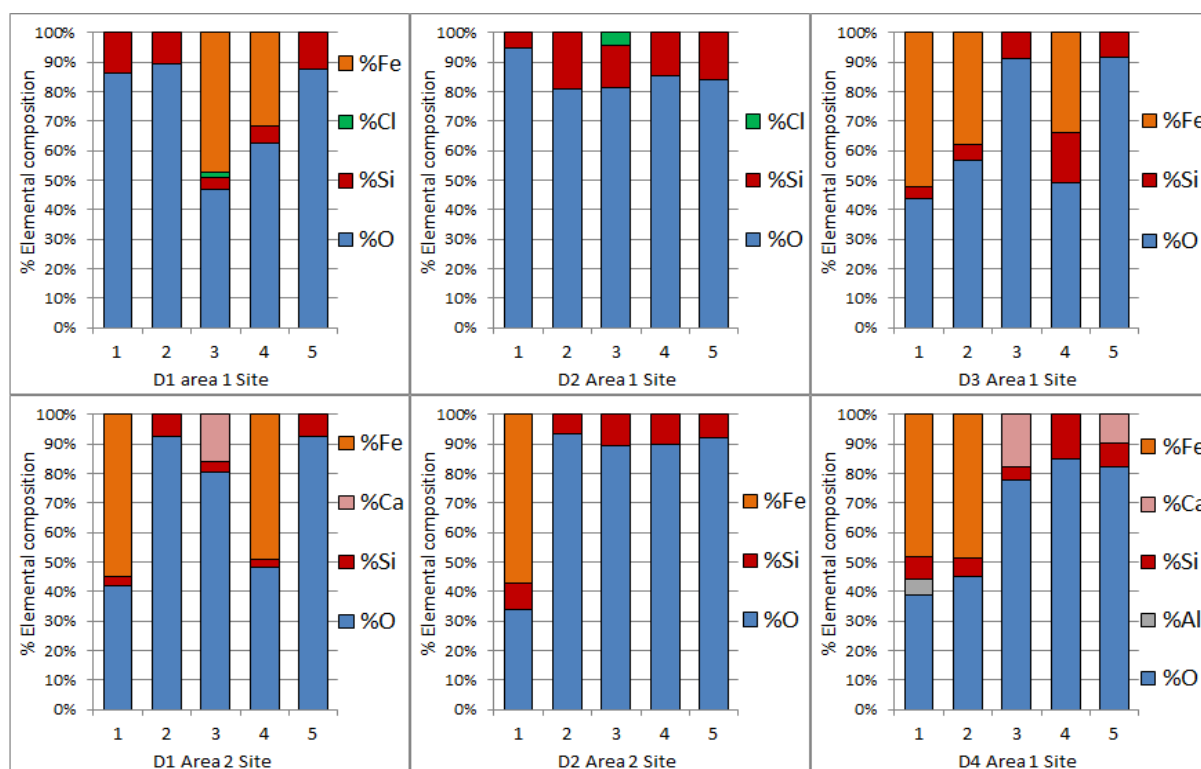 100%
90%
80%
70%
60%
50%
40%
30%
20%
10%
0%
% Elemental composition
1 2 3 4 5
D1 area 1 Site
%Fe
%Cl
%Si
%O
100%
90%
80%
70%
60%
50%
40%
30%
20%
10%
0%
% Elemental composition
1 2 3 4 5
D2 Area 1 Site
%Cl
%Si
%O
100%
90%
80%
70%
60%
50%
40%
30%
20%
10%
0%
% Elemental composition
1 2 3 4 5
D3 Area 1 Site
%Fe
%Si
%O
100%
90%
80%
70%
60%
50%
40%
30%
20%
10%
0%
% Elemental composition
1 2 3 4 5
D1 Area 2 Site
%Fe
%Ca
%Si
%O
100%
90%
80%
70%
60%
50%
40%
30%
20%
10%
0%
% Elemental composition
1 2 3 4 5
D2 Area 2 Site
%Fe
%Si
%O
100%
90%
80%
70%
60%
50%
40%
30%
20%
10%
0%
% Elemental composition
1 2 3 4 5
D4 Area 1 Site
%Fe
%Ca
%Si
%Al
%O